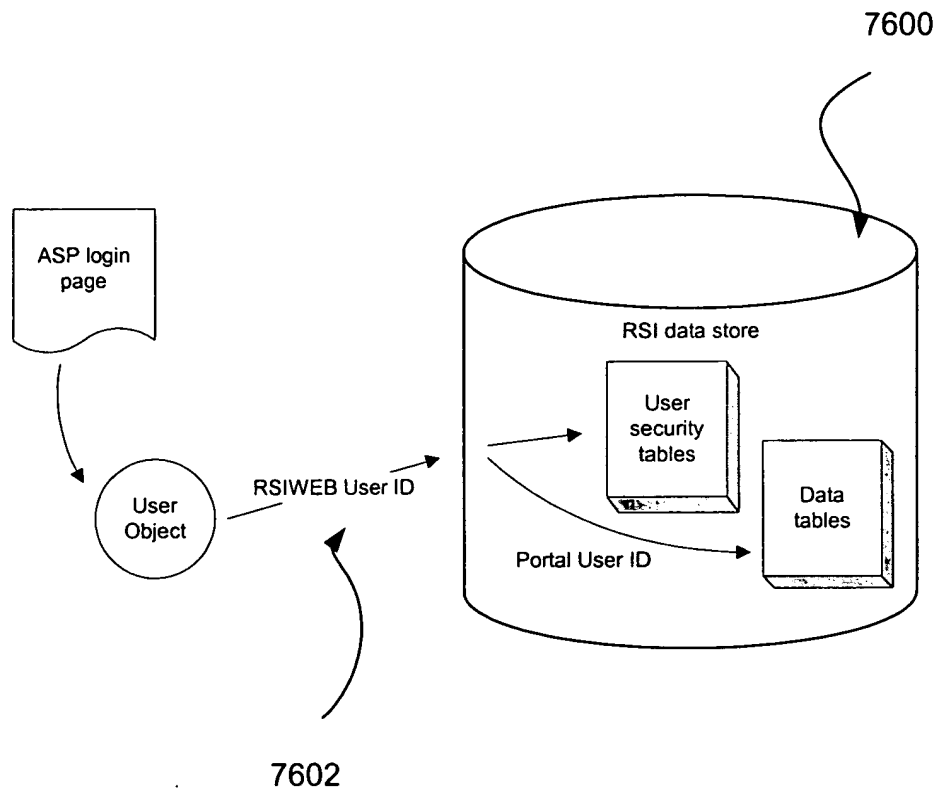 7600
ASP login
page
RSI data store
User
security
tables
RSIWEB User ID
User
Object
Data
tables
Portal User ID
7602